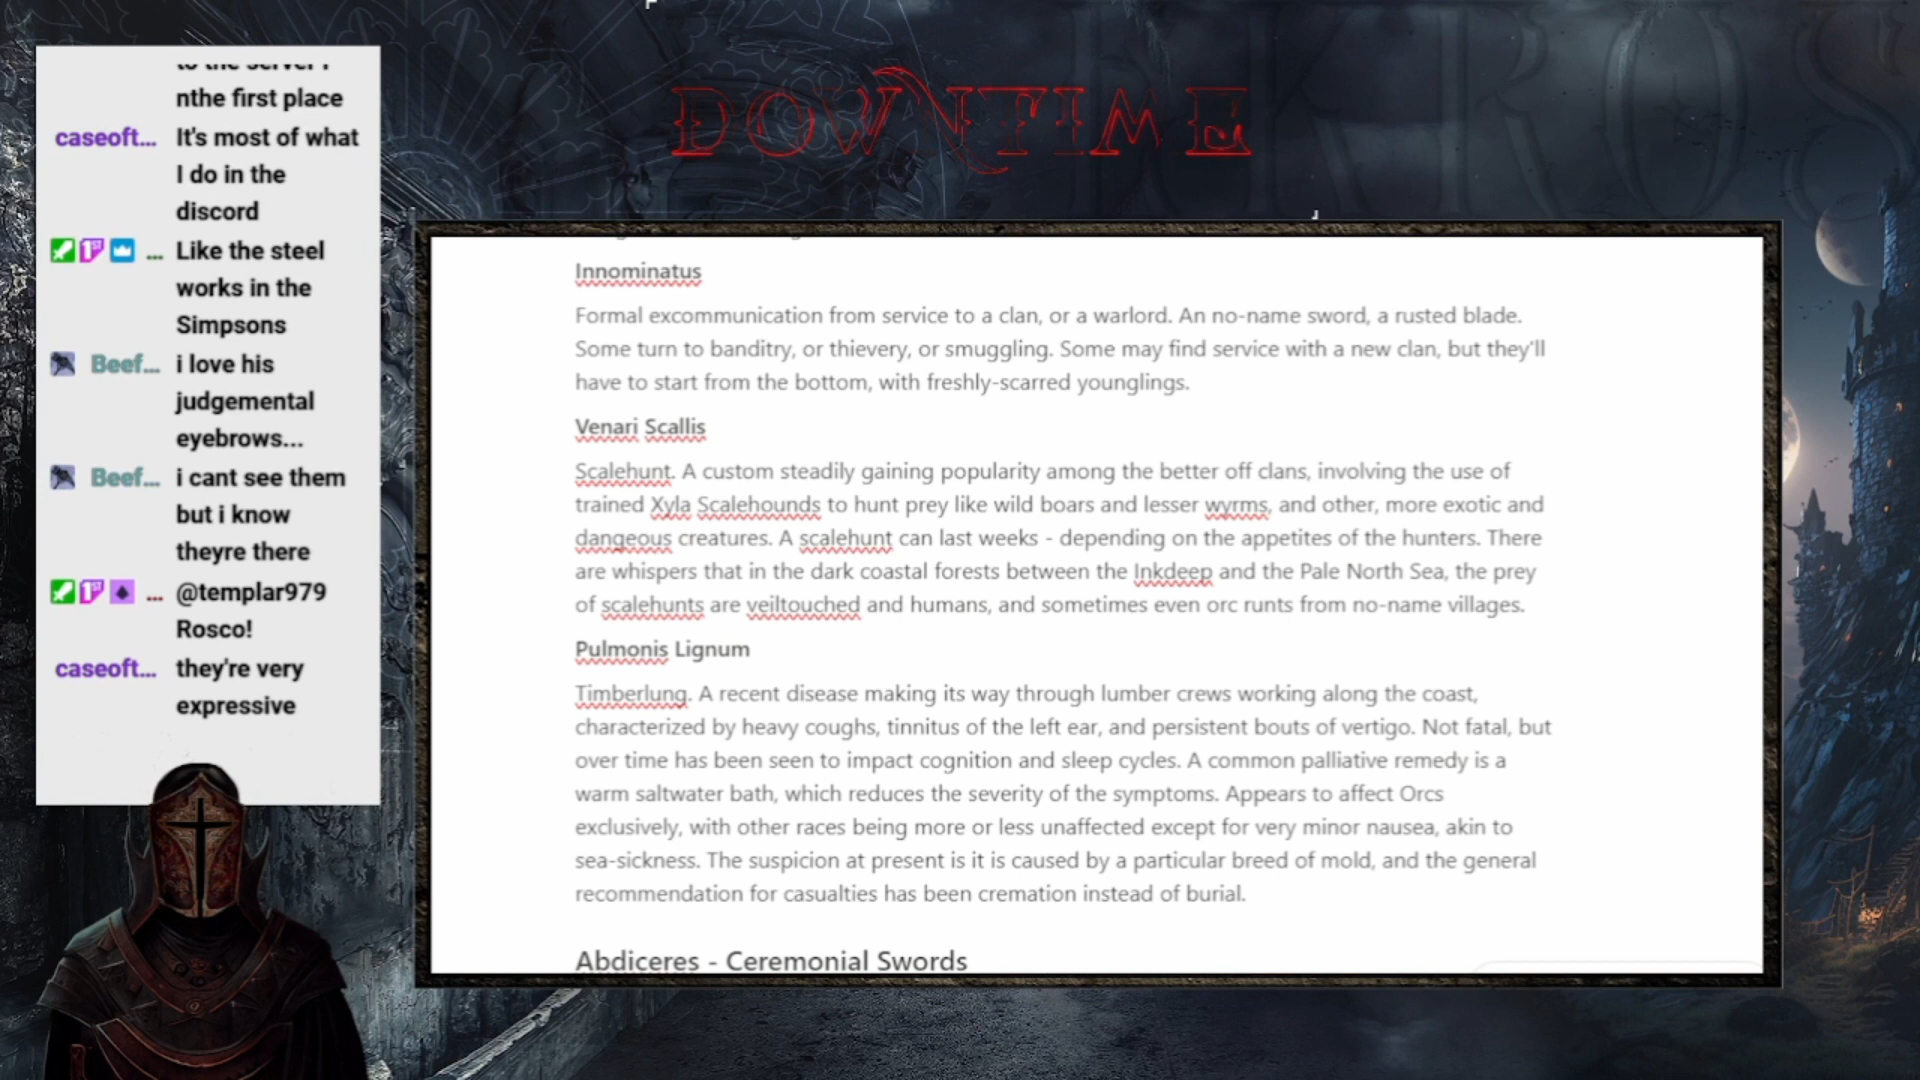 DOWNTIME
nthe first place
caseoft... It's most of what
I do in the
discord
... Like the steel
works in the
Simpsons
Beef... i love his
judgemental
eyebrows...
Beef... i cant see them
but i know
theyre there
... @templar979
Rosco!
caseoft... they're very
expressive
Innominatus
Formal excommunication from service to a clan, or a warlord. An no-name sword, a rusted blade.
Some turn to banditry, or thievery, or smuggling. Some may find service with a new clan, but they'll
have to start from the bottom, with freshly-scarred younglings.
Venari Scallis
Scalehunt. A custom steadily gaining popularity among the better off clans, involving the use of
trained Xyla Scalehounds to hunt prey like wild boars and lesser wyrms, and other, more exotic and
dangeous creatures. A scalehunt can last weeks - depending on the appetites of the hunters. There
are whispers that in the dark coastal forests between the Inkdeep and the Pale North Sea, the prey
of scalehunts are veiltouched and humans, and sometimes even orc runts from no-name villages.
Pulmonis Lignum
Timberlung. A recent disease making its way through lumber crews working along the coast,
characterized by heavy coughs, tinnitus of the left ear, and persistent bouts of vertigo. Not fatal, but
over time has been seen to impact cognition and sleep cycles. A common palliative remedy is a
warm saltwater bath, which reduces the severity of the symptoms. Appears to affect Orcs
exclusively, with other races being more or less unaffected except for very minor nausea, akin to
sea-sickness. The suspicion at present is it is caused by a particular breed of mold, and the general
recommendation for casualties has been cremation instead of burial.
Abdiceres - Ceremonial Swords